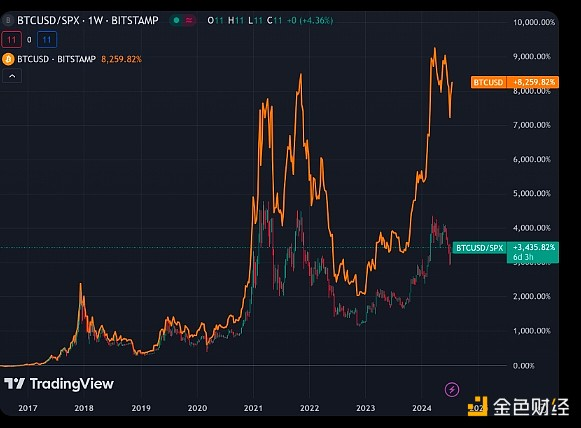 B BTCUSD/SPX · 1W · BITSTAMP O11 H11 L11 C11 +0 (+4.36%)
11 0 11
BTCUSD · BITSTAMP 8,259.82%
10,000.00%
9,000.00%
BTCUSD +8,259.82%
8,000.00%
7,000.00%
6,000.00%
5,000.00%
4,000.00%
BTCUSD/SPX +3,435.82%
6d 3h
2,000.00%
1,000.00%
0.00%
TradingView
2017 2018 2019 2020 2021 2022 2023 2024
金色财经